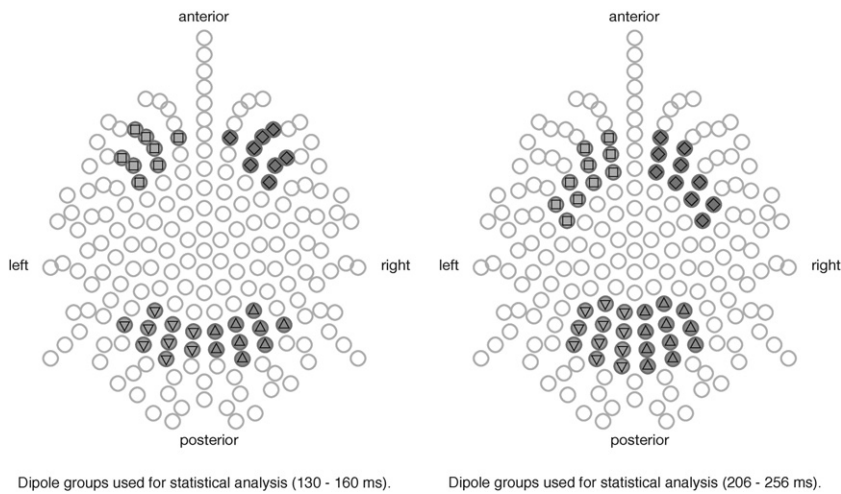 anterior
anterior
left
right
left
right
posterior
posterior
Dipole groups used for statistical analysis (130 - 160 ms).
Dipole groups used for statistical analysis (206 - 256 ms).